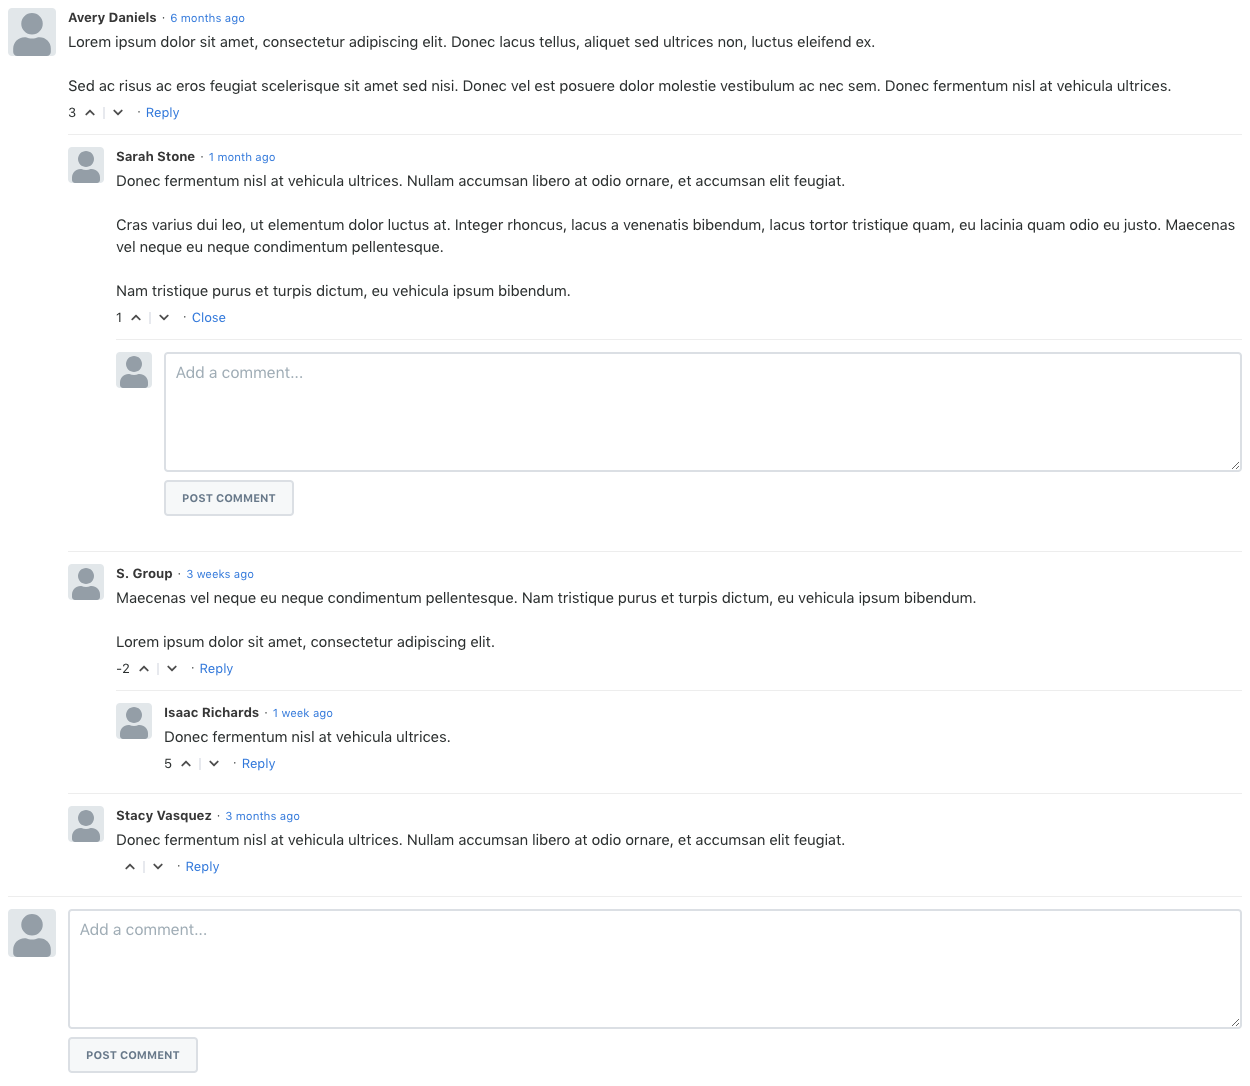 Avery Daniels · 6 months ago
Lorem ipsum dolor sit amet, consectetur adipiscing elit. Donec lacus tellus, aliquet sed ultrices non, luctus eleifend ex.
Sed ac risus ac eros feugiat scelerisque sit amet sed nisi. Donec vel est posuere dolor molestie vestibulum ac nec sem. Donec fermentum nisl at vehicula ultrices.
3 | · Reply
Sarah Stone · 1 month ago
Donec fermentum nisl at vehicula ultrices. Nullam accumsan libero at odio ornare, et accumsan elit feugiat.
Cras varius dui leo, ut elementum dolor luctus at. Integer rhoncus, lacus a venenatis bibendum, lacus tortor tristique quam, eu lacinia quam odio eu justo. Maecenas
vel neque eu neque condimentum pellentesque.
Nam tristique purus et turpis dictum, eu vehicula ipsum bibendum.
1 | · Close
Add a comment...
POST COMMENT
S. Group · 3 weeks ago
Maecenas vel neque eu neque condimentum pellentesque. Nam tristique purus et turpis dictum, eu vehicula ipsum bibendum.
Lorem ipsum dolor sit amet, consectetur adipiscing elit.
-2 | · Reply
Isaac Richards · 1 week ago
Donec fermentum nisl at vehicula ultrices.
5 | · Reply
Stacy Vasquez · 3 months ago
Donec fermentum nisl at vehicula ultrices. Nullam accumsan libero at odio ornare, et accumsan elit feugiat.
| · Reply
Add a comment...
POST COMMENT